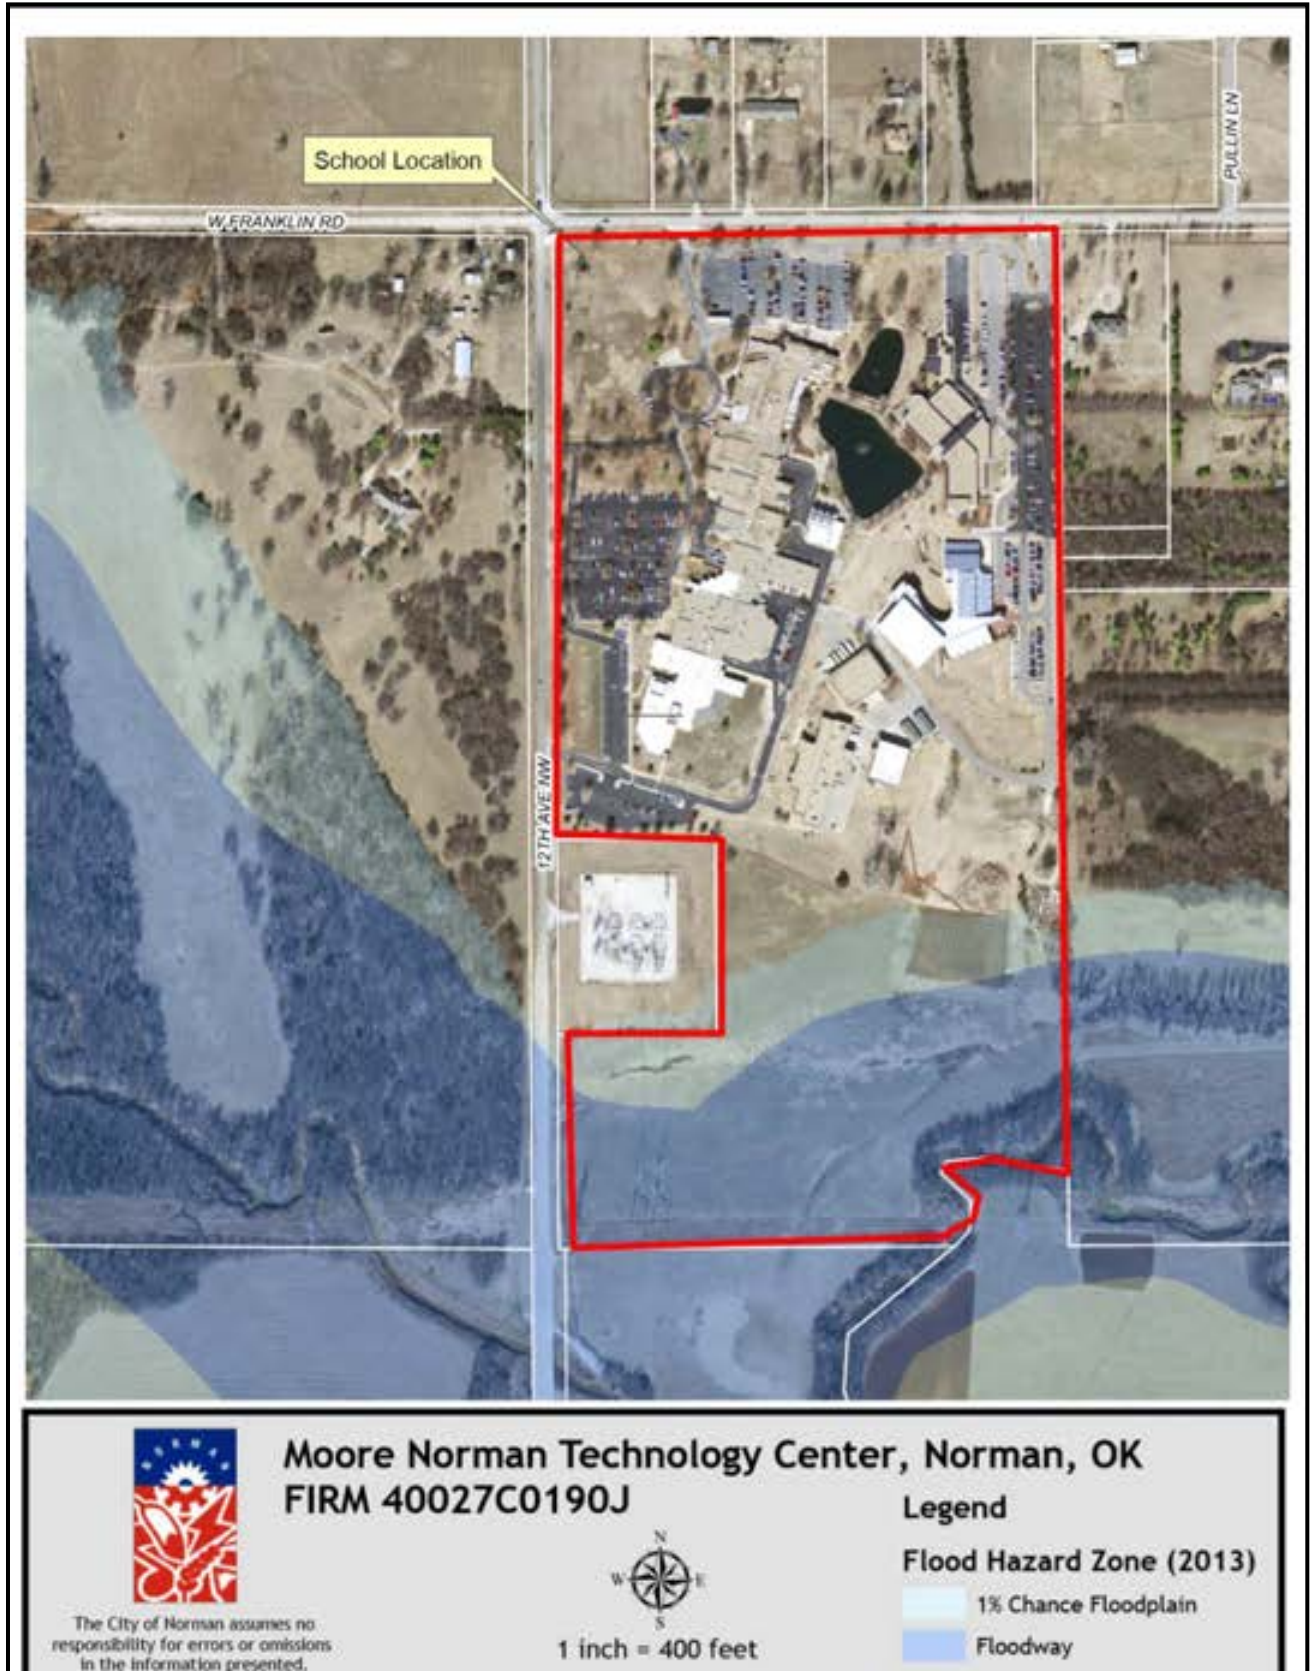 School Location
PULLIN LN
W FRANKLIN RD
12TH AVE NW
NORMAN
Moore Norman Technology Center, Norman, OK
FIRM 40027C0190J
Legend
N
W E
S
Flood Hazard Zone (2013)
1% Chance Floodplain
Floodway
1 inch = 400 feet
The City of Norman assumes no
responsibility for errors or omissions
in the information presented.